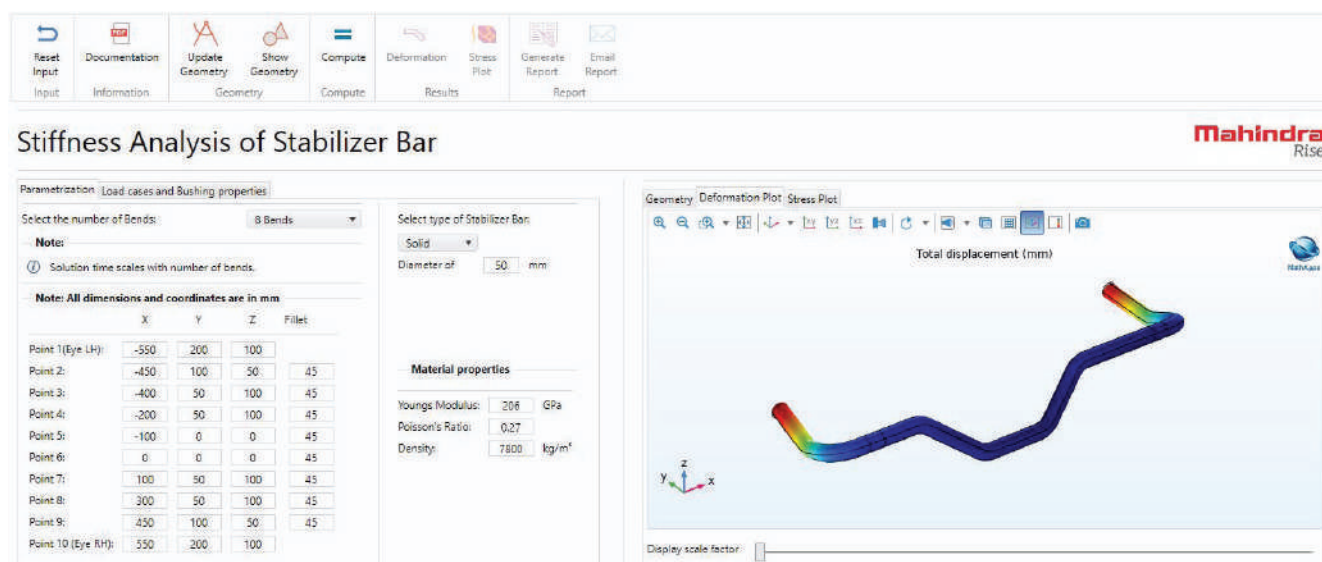 Reset Input
Documentation
Update Geometry
Show Geometry
Compute
Deformation
Stress Plot
Generate Report
Email Report
Input
Information
Geometry
Compute
Results
Report
Stiffness Analysis of Stabilizer Bar
Mahindra
Rise
Parametrization Load cases and Bushing properties
Select the number of Bends: 8 Bends
Note:
Solution time scales with number of bends.
Note: All dimensions and coordinates are in mm
X Y Z Fillet
Point 1(Eye LH): -550 200 100
Point 2: -450 100 50 45
Point 3: -400 50 100 45
Point 4: -200 50 100 45
Point 5: -100 0 0 45
Point 6: 0 0 0 45
Point 7: 100 50 100 45
Point 8: 300 50 100 45
Point 9: 450 100 50 45
Point 10 (Eye RH): 550 200 100
Select type of Stabilizer Bar:
Solid
Diameter of 50 mm
Material properties
Youngs Modulus: 206 GPa
Poisson's Ratio: 0.27
Density: 7800 kg/m³
Geometry Deformation Plot Stress Plot
Total displacement (mm)
z
y x
Display scale factor